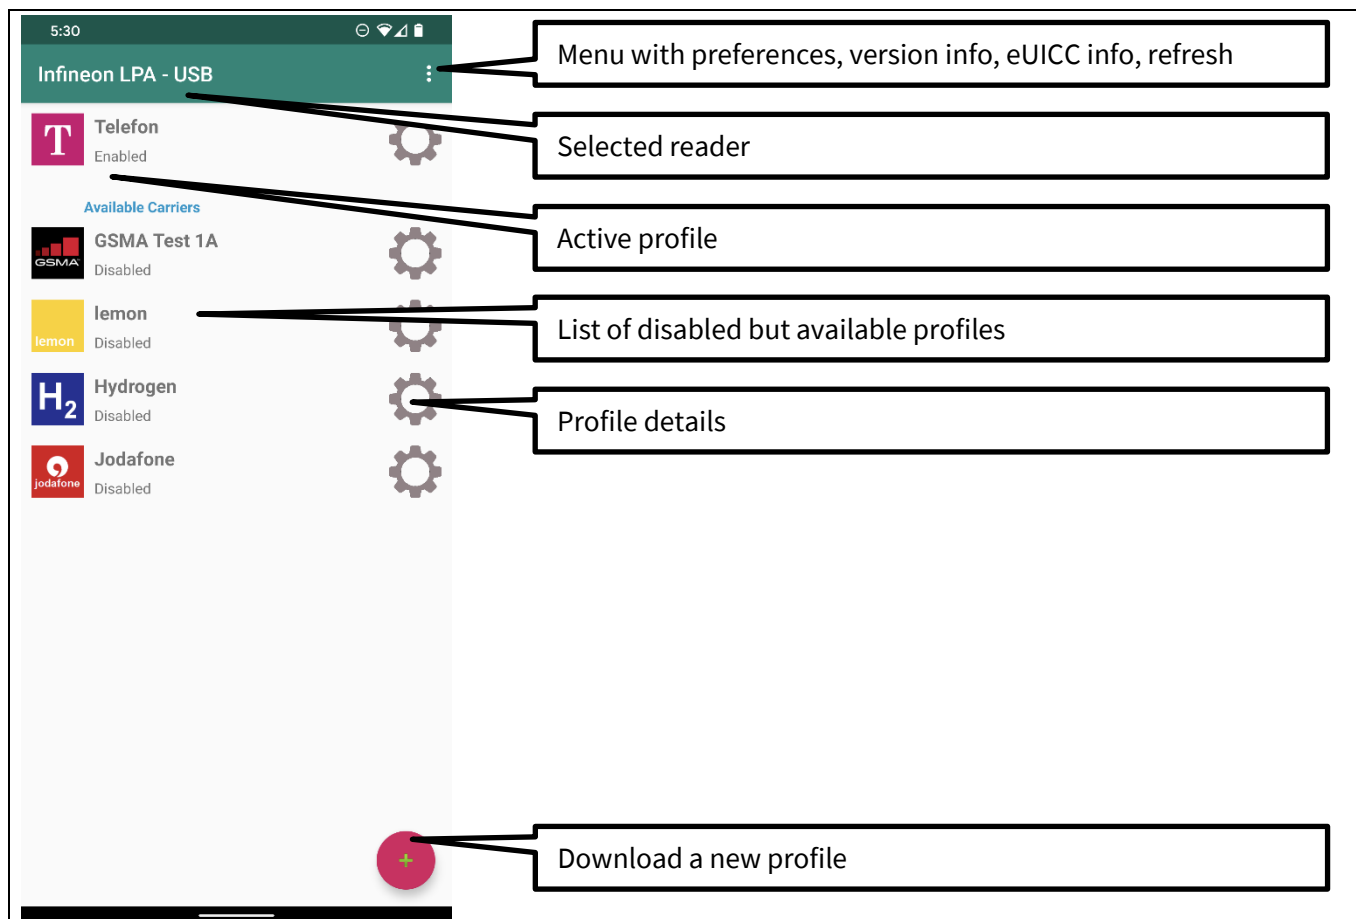 5:30
Infineon LPA - USB
T
Telefon
Enabled
Available Carriers
GSMA
GSMA Test 1A
Disabled
lemon
lemon
Disabled
H2
Hydrogen
Disabled
jodafone
Jodafone
Disabled
+
Menu with preferences, version info, eUICC info, refresh
Selected reader
Active profile
List of disabled but available profiles
Profile details
Download a new profile